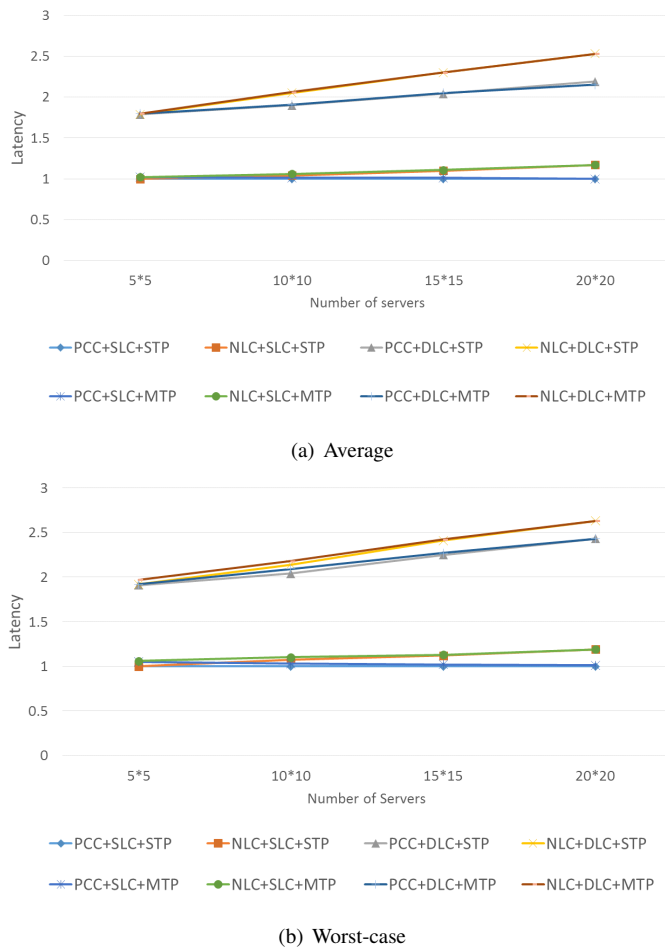 3
2.5
2
1.5
1
0.5
0
Latency
5*5 10*10 15*15 20*20
Number of servers
PCC+SLC+STP NLC+SLC+STP PCC+DLC+STP NLC+DLC+STP
PCC+SLC+MTP NLC+SLC+MTP PCC+DLC+MTP NLC+DLC+MTP
(a) Average
3
2.5
2
1.5
1
0.5
0
Latency
5*5 10*10 15*15 20*20
Number of Servers
PCC+SLC+STP NLC+SLC+STP PCC+DLC+STP NLC+DLC+STP
PCC+SLC+MTP NLC+SLC+MTP PCC+DLC+MTP NLC+DLC+MTP
(b) Worst-case